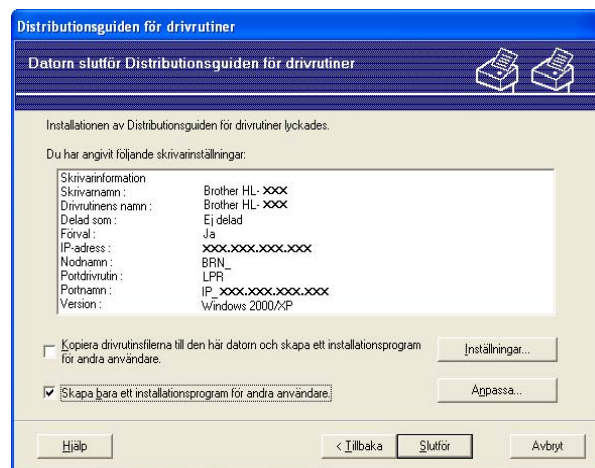 Distributionsguiden för drivrutiner
Datorn slutför Distributionsguiden för drivrutiner
Installationen av Distributionsguiden för drivrutiner lyckades.
Du har angivit följande skrivarinställningar:
Skrivarinformation
Skrivarnamn : Brother HL- XXX
Drivrutinens namn : Brother HL- XXX
Delad som : Ej delad
Förval : Ja
IP-adress : XXX.XXX.XXX.XXX
Nodnamn : BRN_
Portdrivrutin : LPR
Portnamn : IP_XXX.XXX.XXX.XXX
Version : Windows 2000/XP
Kopiera drivrutinsfilerna till den här datorn och skapa ett installationsprogram
för andra användare.
Inställningar...
Skapa bara ett installationsprogram för andra användare.
Anpassa...
Hjälp
< Tillbaka
Slutför
Avbryt